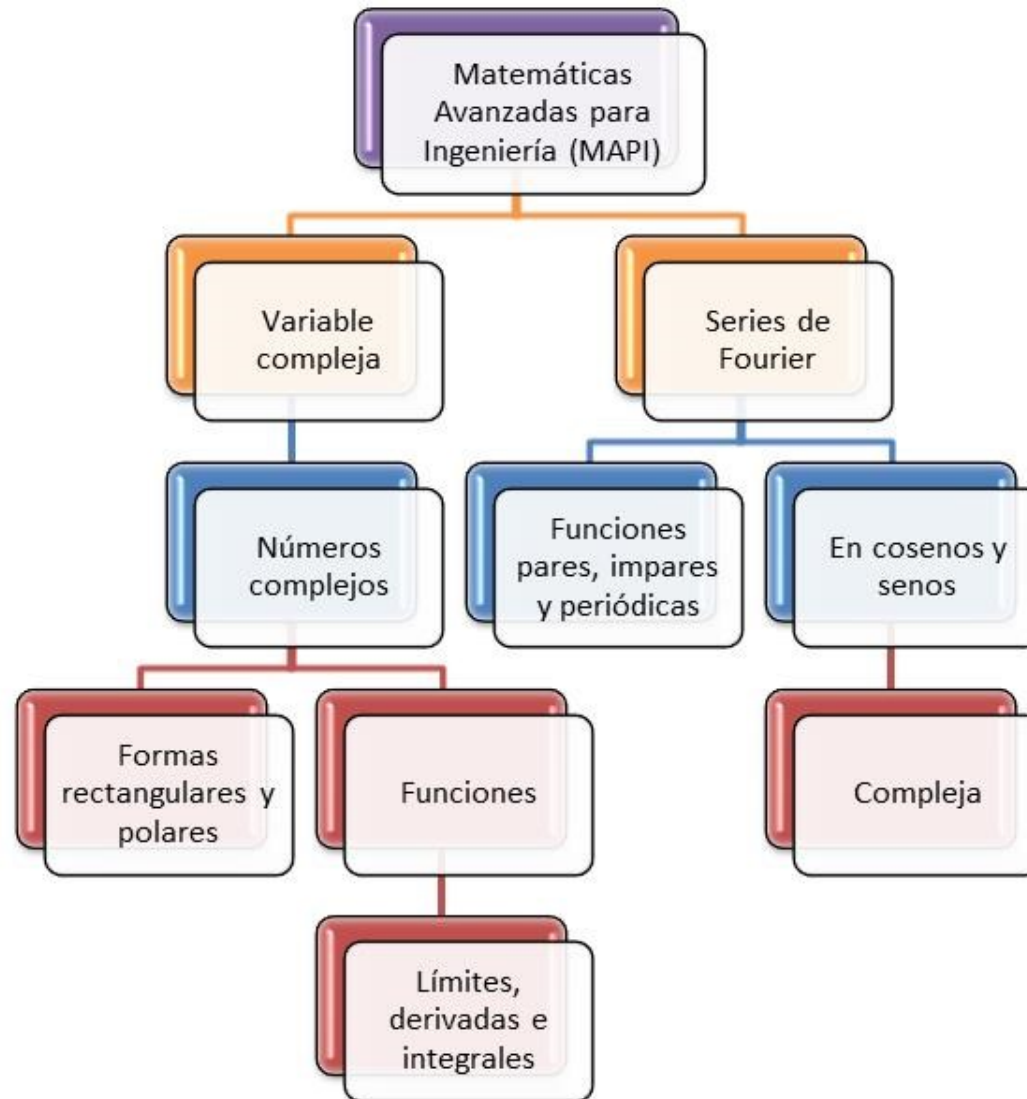 Matemáticas
Avanzadas para
Ingeniería (MAPI)
Variable
compleja
Series de
Fourier
Números
complejos
Funciones
pares, impares
y periódicas
En cosenos y
senos
Formas
rectangulares y
polares
Funciones
Compleja
Límites,
derivadas e
integrales